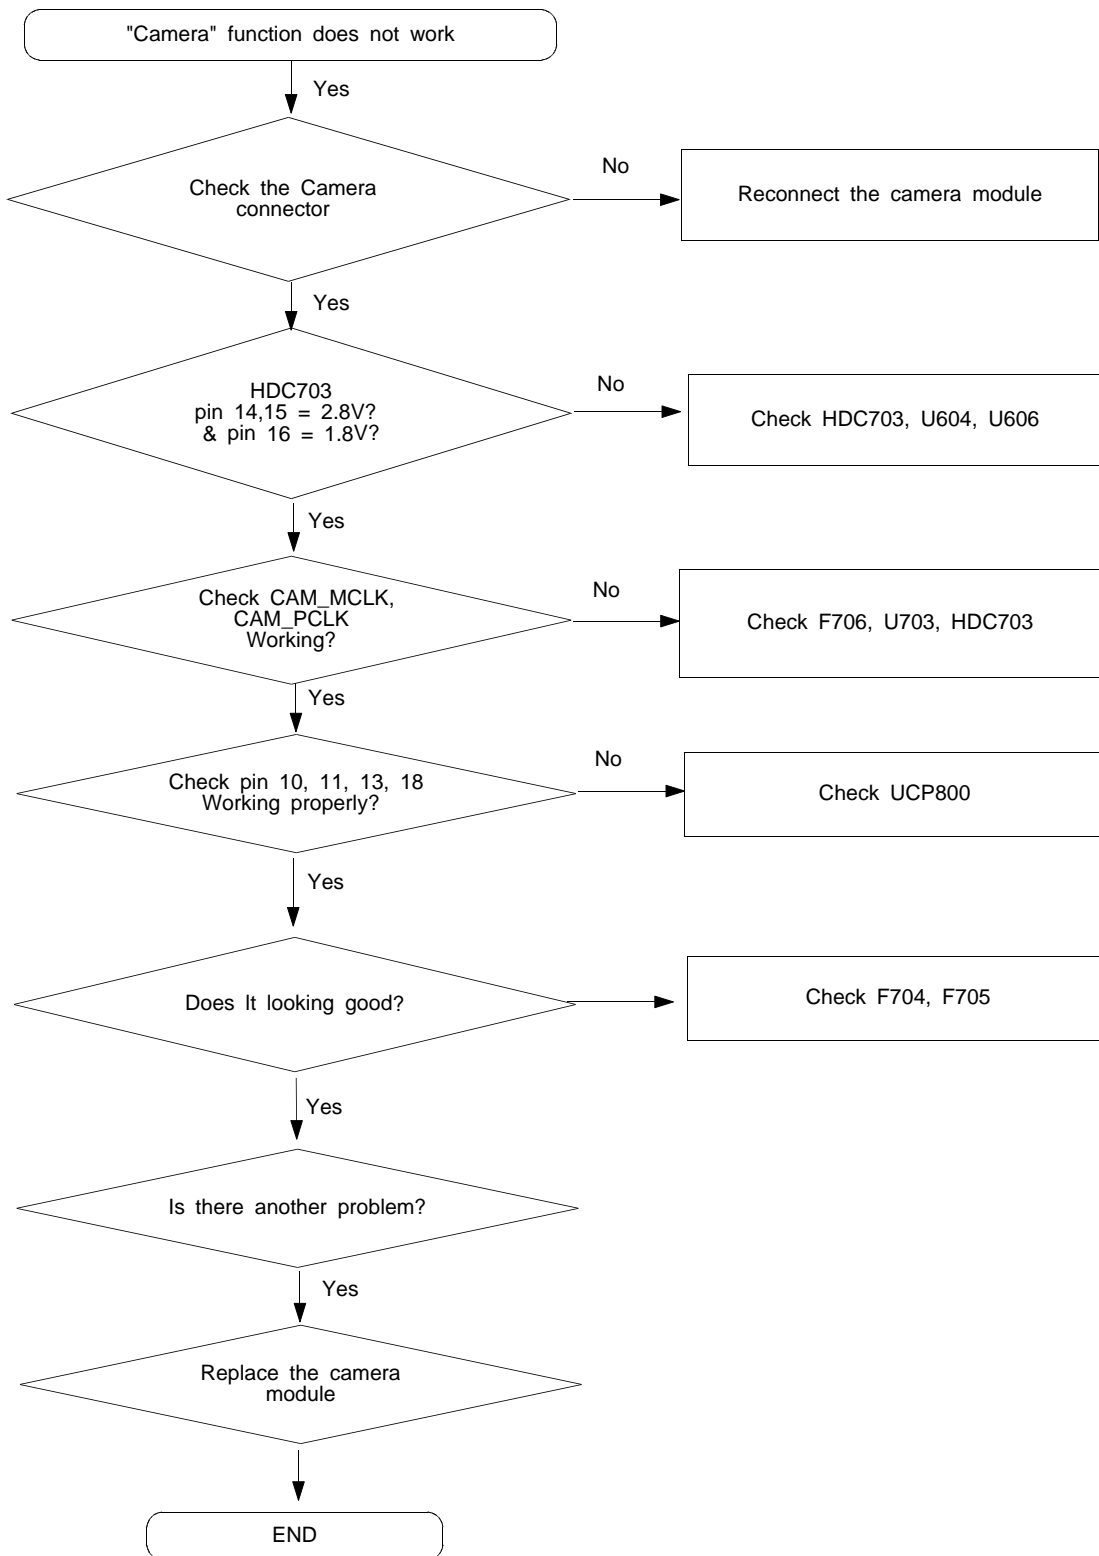 "Camera" function does not work
Yes
Check the Camera
connector
No
Reconnect the camera module
Yes
HDC703
pin 14,15 = 2.8V?
& pin 16 = 1.8V?
No
Check HDC703, U604, U606
Yes
Check CAM_MCLK,
CAM_PCLK
Working?
No
Check F706, U703, HDC703
Yes
Check pin 10, 11, 13, 18
Working properly?
No
Check UCP800
Yes
Does It looking good?
Check F704, F705
Yes
Is there another problem?
Yes
Replace the camera
module
END